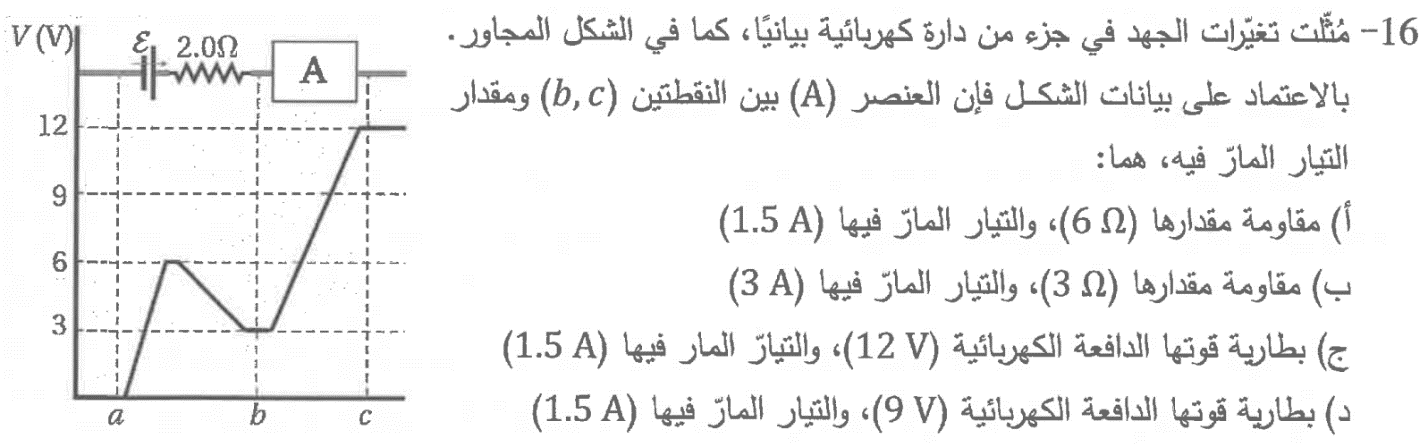 16- مُثّلت تغيّرات الجهد في جزء من دارة كهربائية بيانيًا، كما في الشكل المجاور.
بالاعتماد على بيانات الشكل فإن العنصر (A) بين النقطتين (b, c) ومقدار
التيار المارّ فيه، هما:
أ) مقاومة مقدارها (6 Ω)، والتيار المارّ فيها (1.5 A)
ب) مقاومة مقدارها (3 Ω)، والتيار المارّ فيها (3 A)
ج) بطارية قوتها الدافعة الكهربائية (12 V)، والتيارّ المار فيها (1.5 A)
د) بطارية قوتها الدافعة الكهربائية (9 V)، والتيار المارّ فيها (1.5 A)
V (V)
ε 2.0Ω
A
12
9
6
3
a b c